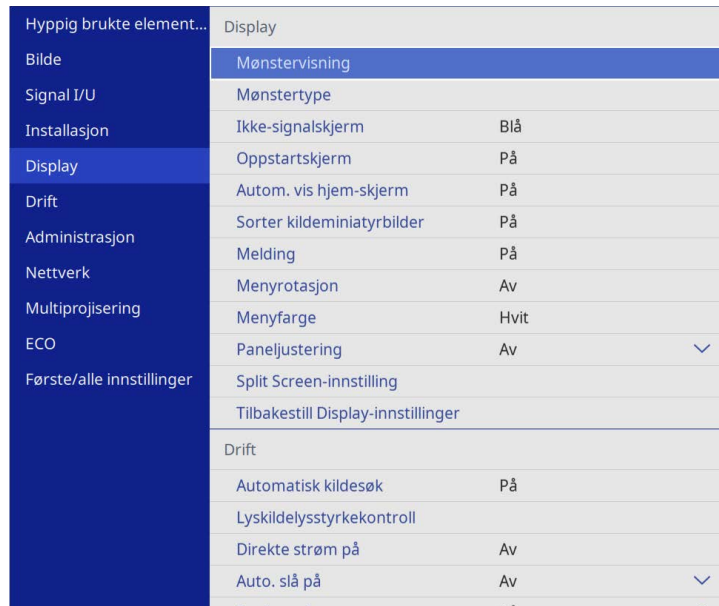 Hyppig brukte element...
Bilde
Signal I/U
Installasjon
Display
Drift
Administrasjon
Nettverk
Multiprojisering
ECO
Første/alle innstillinger
Display
Mønstervisning
Mønstertype
Ikke-signalskjerm Blå
Oppstartskjerm På
Autom. vis hjem-skjerm På
Sorter kildeminiatyrbilder På
Melding På
Menyrotasjon Av
Menyfarge Hvit
Paneljustering Av
Split Screen-innstilling
Tilbakestill Display-innstillinger
Drift
Automatisk kildesøk På
Lyskildelysstyrkekontroll
Direkte strøm på Av
Auto. slå på Av